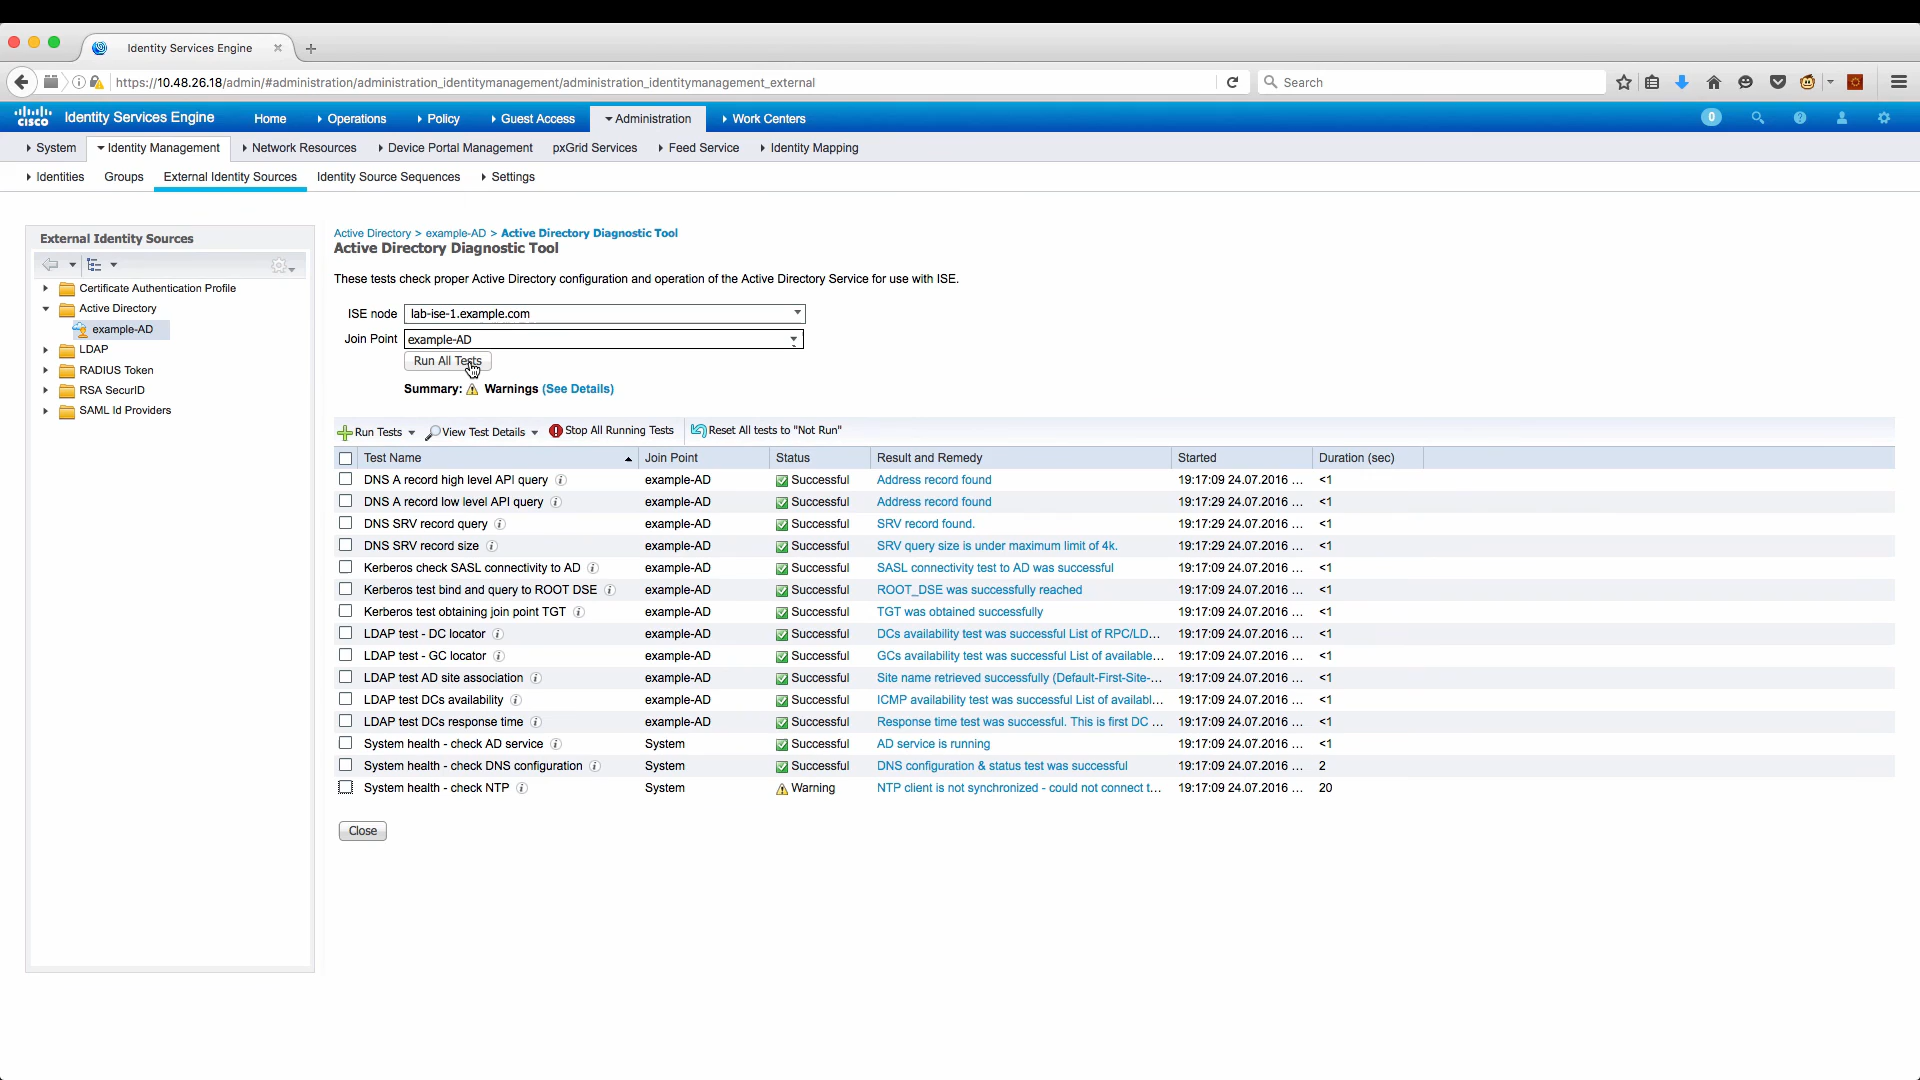 Identity Services Engine
https://10.48.26.18/admin/#administration/administration_identitymanagement/administration_identitymanagement_external
Search
cisco Identity Services Engine Home Operations Policy Guest Access Administration Work Centers 0
System Identity Management Network Resources Device Portal Management pxGrid Services Feed Service Identity Mapping
Identities Groups External Identity Sources Identity Source Sequences Settings
External Identity Sources
Certificate Authentication Profile
Active Directory
example-AD
LDAP
RADIUS Token
RSA SecurID
SAML Id Providers
Active Directory > example-AD > Active Directory Diagnostic Tool
Active Directory Diagnostic Tool
These tests check proper Active Directory configuration and operation of the Active Directory Service for use with ISE.
ISE node lab-ise-1.example.com
Join Point example-AD
Run All Tests
Summary: Warnings (See Details)
Run Tests View Test Details Stop All Running Tests Reset All tests to "Not Run"
Test Name Join Point Status Result and Remedy Started Duration (sec)
DNS A record high level API query example-AD Successful Address record found 19:17:09 24.07.2016 ... <1
DNS A record low level API query example-AD Successful Address record found 19:17:29 24.07.2016 ... <1
DNS SRV record query example-AD Successful SRV record found. 19:17:29 24.07.2016 ... <1
DNS SRV record size example-AD Successful SRV query size is under maximum limit of 4k. 19:17:29 24.07.2016 ... <1
Kerberos check SASL connectivity to AD example-AD Successful SASL connectivity test to AD was successful 19:17:09 24.07.2016 ... <1
Kerberos test bind and query to ROOT DSE example-AD Successful ROOT_DSE was successfully reached 19:17:09 24.07.2016 ... <1
Kerberos test obtaining join point TGT example-AD Successful TGT was obtained successfully 19:17:09 24.07.2016 ... <1
LDAP test - DC locator example-AD Successful DCs availability test was successful List of RPC/LD... 19:17:09 24.07.2016 ... <1
LDAP test - GC locator example-AD Successful GCs availability test was successful List of available... 19:17:09 24.07.2016 ... <1
LDAP test AD site association example-AD Successful Site name retrieved successfully (Default-First-Site-... 19:17:09 24.07.2016 ... <1
LDAP test DCs availability example-AD Successful ICMP availability test was successful List of availabl... 19:17:09 24.07.2016 ... <1
LDAP test DCs response time example-AD Successful Response time test was successful. This is first DC ... 19:17:09 24.07.2016 ... <1
System health - check AD service System Successful AD service is running 19:17:09 24.07.2016 ... <1
System health - check DNS configuration System Successful DNS configuration & status test was successful 19:17:09 24.07.2016 ... 2
System health - check NTP System Warning NTP client is not synchronized - could not connect t... 19:17:09 24.07.2016 ... 20
Close